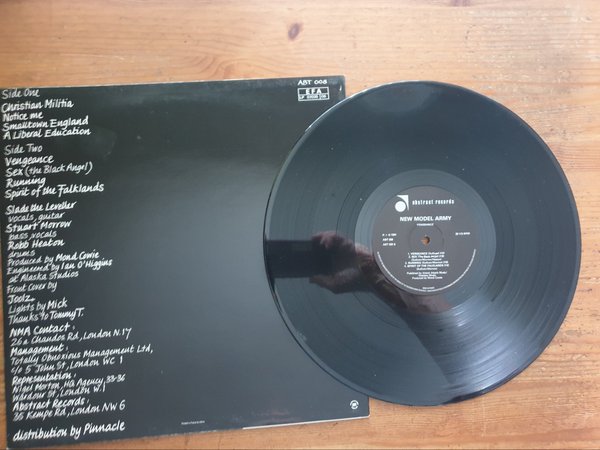 ABT 008
EFA
Side One
Christian Militia
Notice me
Smalltown England
A Liberal Education
Side Two
Vengeance
Sex (the Black Angel)
Running
Spirit of the Falklands
Slade the Leveller
vocals, guitar
Stuart Morrow
bass, vocals
Robb Heaton
drums
Produced by Mond Cowie
Engineered by Ian O'Higgins
at Alaska Studios
Front Cover by
Joolz
Lights by Mick
Thanks to Tommy T.
NMA Contact:
26a Chandos Rd, London N.17
Management:
Totally Obnoxious Management Ltd,
c/o 5 John St, London WC 1
Representation:
Nigel Morton, HQ Agency, 33-36
Wardour St, London W.1
Abstract Records:
35 Kempe Rd, London NW 6
distribution by Pinnacle
abstract records
NEW MODEL ARMY
VENGEANCE